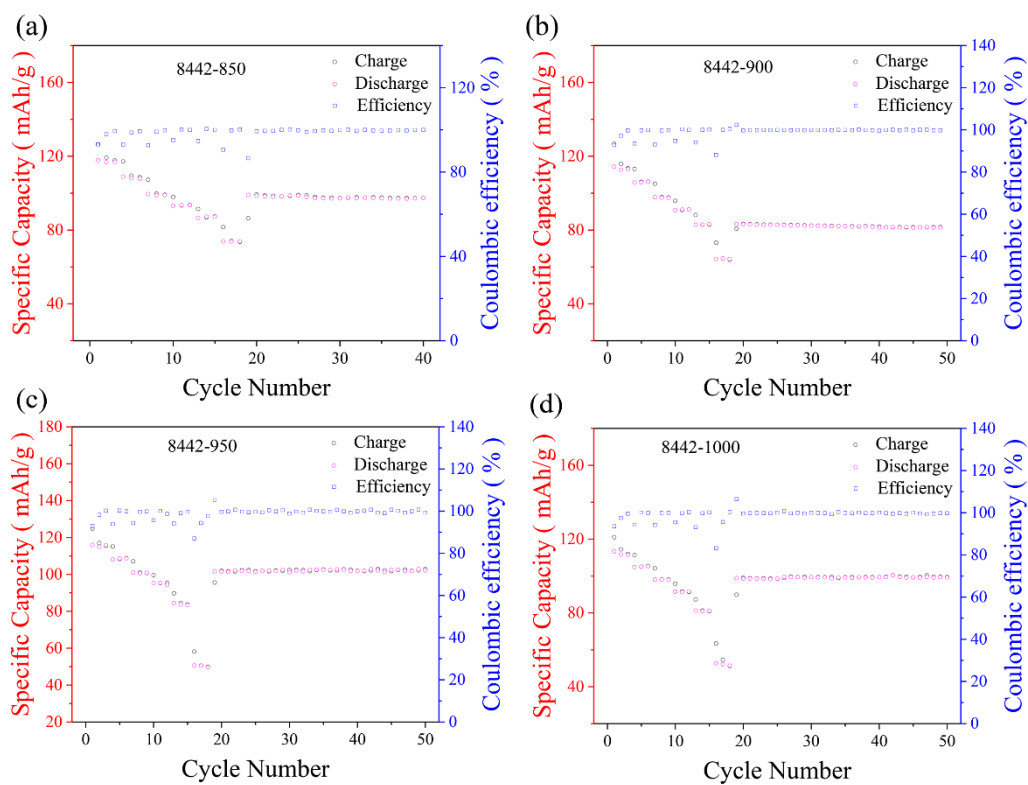 (a)
8442-850
Charge
Discharge
Efficiency
Specific Capacity ( mAh/g)
160
120
80
40
Coulombic efficiency ( % )
100
80
60
40
20
0
0 10 20 30 40
Cycle Number
(b)
8442-900
Charge
Discharge
Efficiency
Specific Capacity ( mAh/g)
160
120
80
40
Coulombic efficiency ( % )
140
120
100
80
60
40
20
0
0 10 20 30 40 50
Cycle Number
(c)
8442-950
Charge
Discharge
Efficiency
Specific Capacity ( mAh/g)
180
160
140
120
100
80
60
40
20
Coulombic efficiency ( % )
140
120
100
80
60
40
20
0
0 10 20 30 40 50
Cycle Number
(d)
8442-1000
Charge
Discharge
Efficiency
Specific Capacity ( mAh/g)
160
120
80
40
Coulombic efficiency ( % )
140
120
100
80
60
40
20
0
0 10 20 30 40 50
Cycle Number